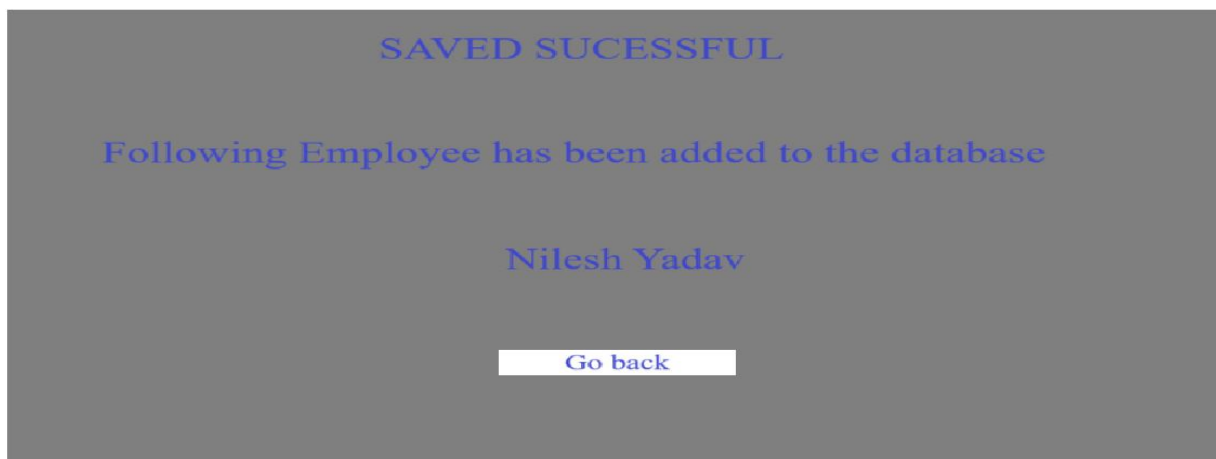 SAVED SUCESSFUL
Following Employee has been added to the database
Nilesh Yadav
Go back